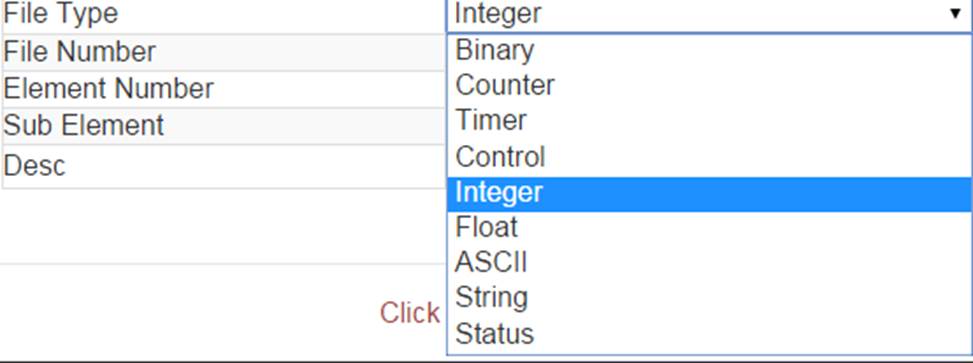 File Type Integer ▼
File Number Binary
Counter
Element Number
Timer
Sub Element
Control
Desc
Integer
Float
ASCII
Click String
Status